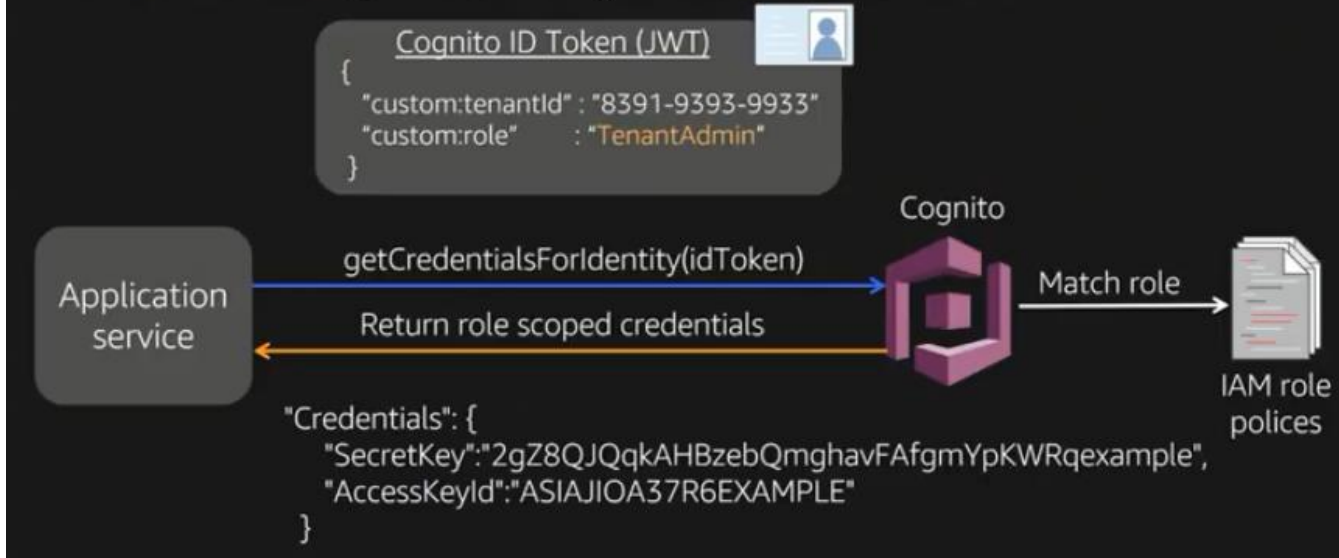 Cognito ID Token (JWT)
{
"custom:tenantId" : "8391-9393-9933"
"custom:role" : "TenantAdmin"
}
Cognito
Application
service
getCredentialsForIdentity(idToken)
Match role
Return role scoped credentials
IAM role
polices
"Credentials": {
"SecretKey":"2gZ8QJQqkAHBzebQmghavFAfgmYpKWRqexample",
"AccessKeyId":"ASIAJIOA37R6EXAMPLE"
}